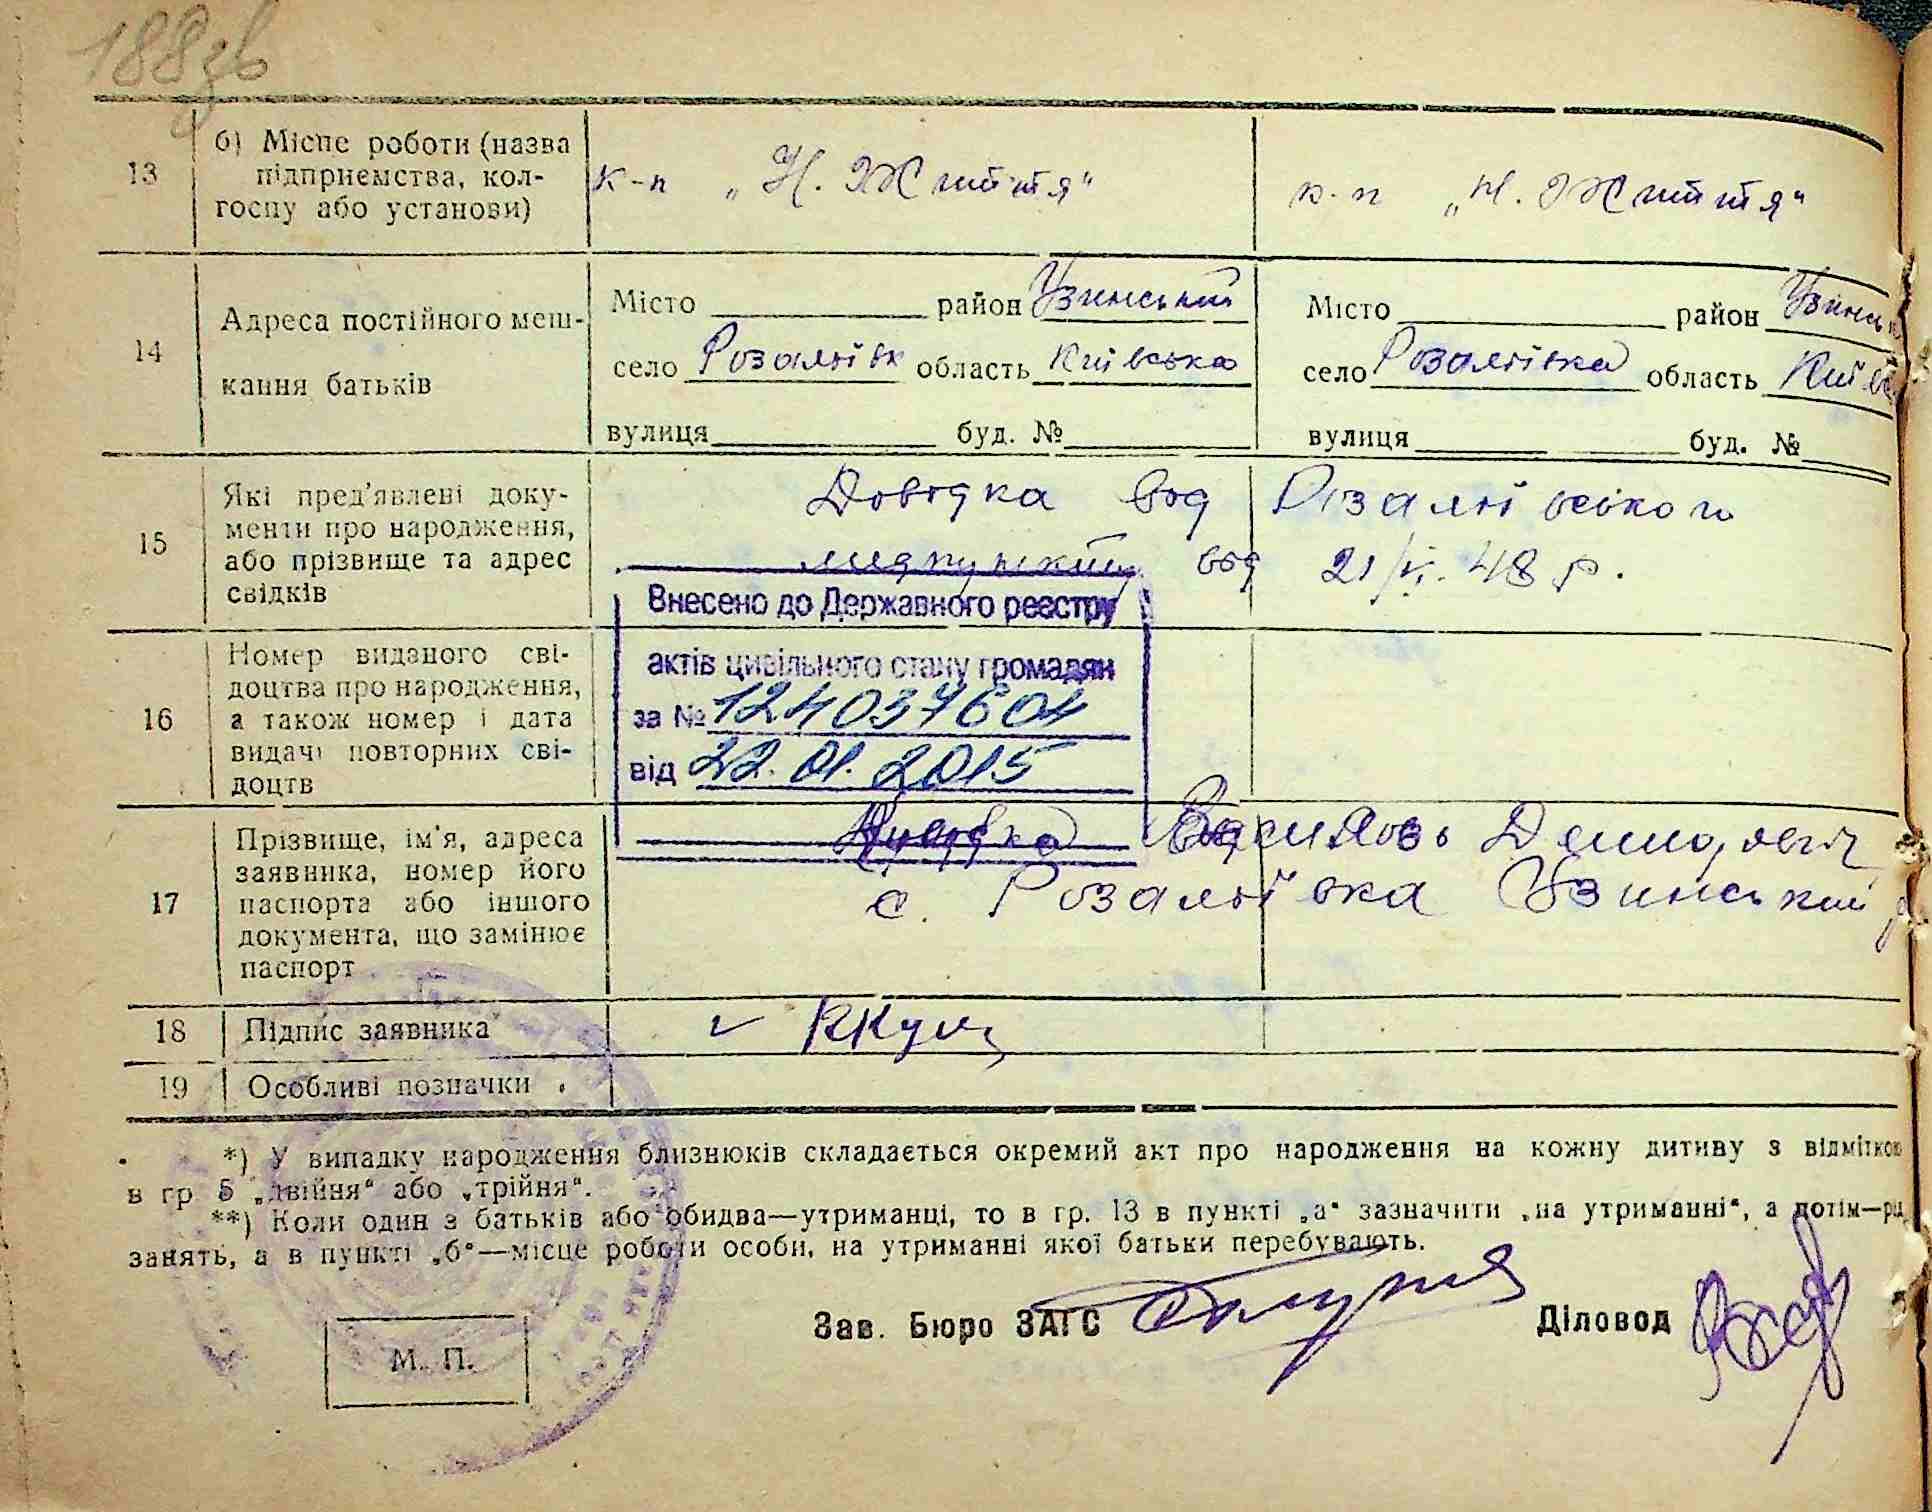 188зв
13 б) Місце роботи (назва
підприємства, кол-
госпу або установи)
к-п „Н. Життя“ к-п „Н. Життя“
14 Адреса постійного меш-
кання батьків
Місто район Узинський
село Розаліївк область Київська
вулиця буд. №
Місто район Узинськ
село Розаліївка область Київс
вулиця буд. №
15 Які пред'явлені доку-
менти про народження,
або прізвище та адрес
свідків
Довідка від Розаліївського
медпункту від 21/VI. 48 р.
Внесено до Державного реєстру
актів цивільного стану громадян
за № 124037604
від 22.01.2015
16 Номер виданого сві-
доцтва про народження,
а також номер і дата
видачі повторних сві-
доцтв
17 Прізвище, ім'я, адреса
заявника, номер його
паспорта або іншого
документа, що замінює
паспорт
с. Розаліївка Узинський р
18 Підпис заявника
19 Особливі позначки
*) У випадку народження близнюків складається окремий акт про народження на кожну дитину з відміткою
в гр 5 „двійня“ або „трійня“.
**) Коли один з батьків або обидва—утриманці, то в гр. 13 в пункті „а“ зазначити „на утриманні“, а потім—рід
занять, а в пункті „б“—місце роботи особи, на утриманні якої батьки перебувають.
Зав. Бюро ЗАГС Діловод
М. П.